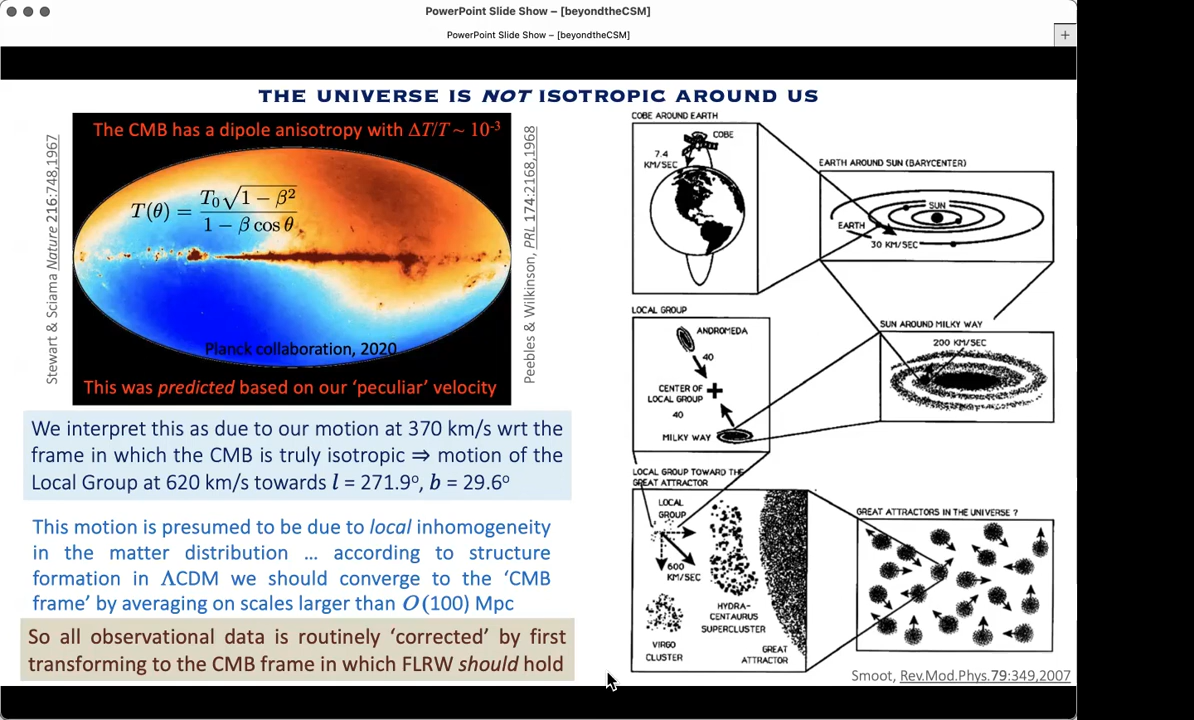 PowerPoint Slide Show – [beyondtheCSM]
PowerPoint Slide Show – [beyondtheCSM]
+
THE UNIVERSE IS NOT ISOTROPIC AROUND US
Stewart & Sciama Nature 216:748,1967
The CMB has a dipole anisotropy with ΔT/T ~ 10⁻³
T(θ) = T₀√(1 − β²) / (1 − β cos θ)
Planck collaboration, 2020
This was predicted based on our 'peculiar' velocity
Peebles & Wilkinson, PRL 174:2168,1968
We interpret this as due to our motion at 370 km/s wrt the
frame in which the CMB is truly isotropic ⇒ motion of the
Local Group at 620 km/s towards l = 271.9°, b = 29.6°
This motion is presumed to be due to local inhomogeneity
in the matter distribution … according to structure
formation in ΛCDM we should converge to the 'CMB
frame' by averaging on scales larger than O(100) Mpc
So all observational data is routinely 'corrected' by first
transforming to the CMB frame in which FLRW should hold
COBE AROUND EARTH
COBE
7.4
KM/SEC
EARTH AROUND SUN (BARYCENTER)
SUN
EARTH
30 KM/SEC
LOCAL GROUP
ANDROMEDA
40
CENTER OF
LOCAL GROUP
40
MILKY WAY
SUN AROUND MILKY WAY
200 KM/SEC
LOCAL GROUP TOWARD THE
GREAT ATTRACTOR
LOCAL
GROUP
600
KM/SEC
HYDRA-
CENTAURUS
SUPERCLUSTER
VIRGO
CLUSTER
GREAT
ATTRACTOR
GREAT ATTRACTORS IN THE UNIVERSE ?
Smoot, Rev.Mod.Phys.79:349,2007